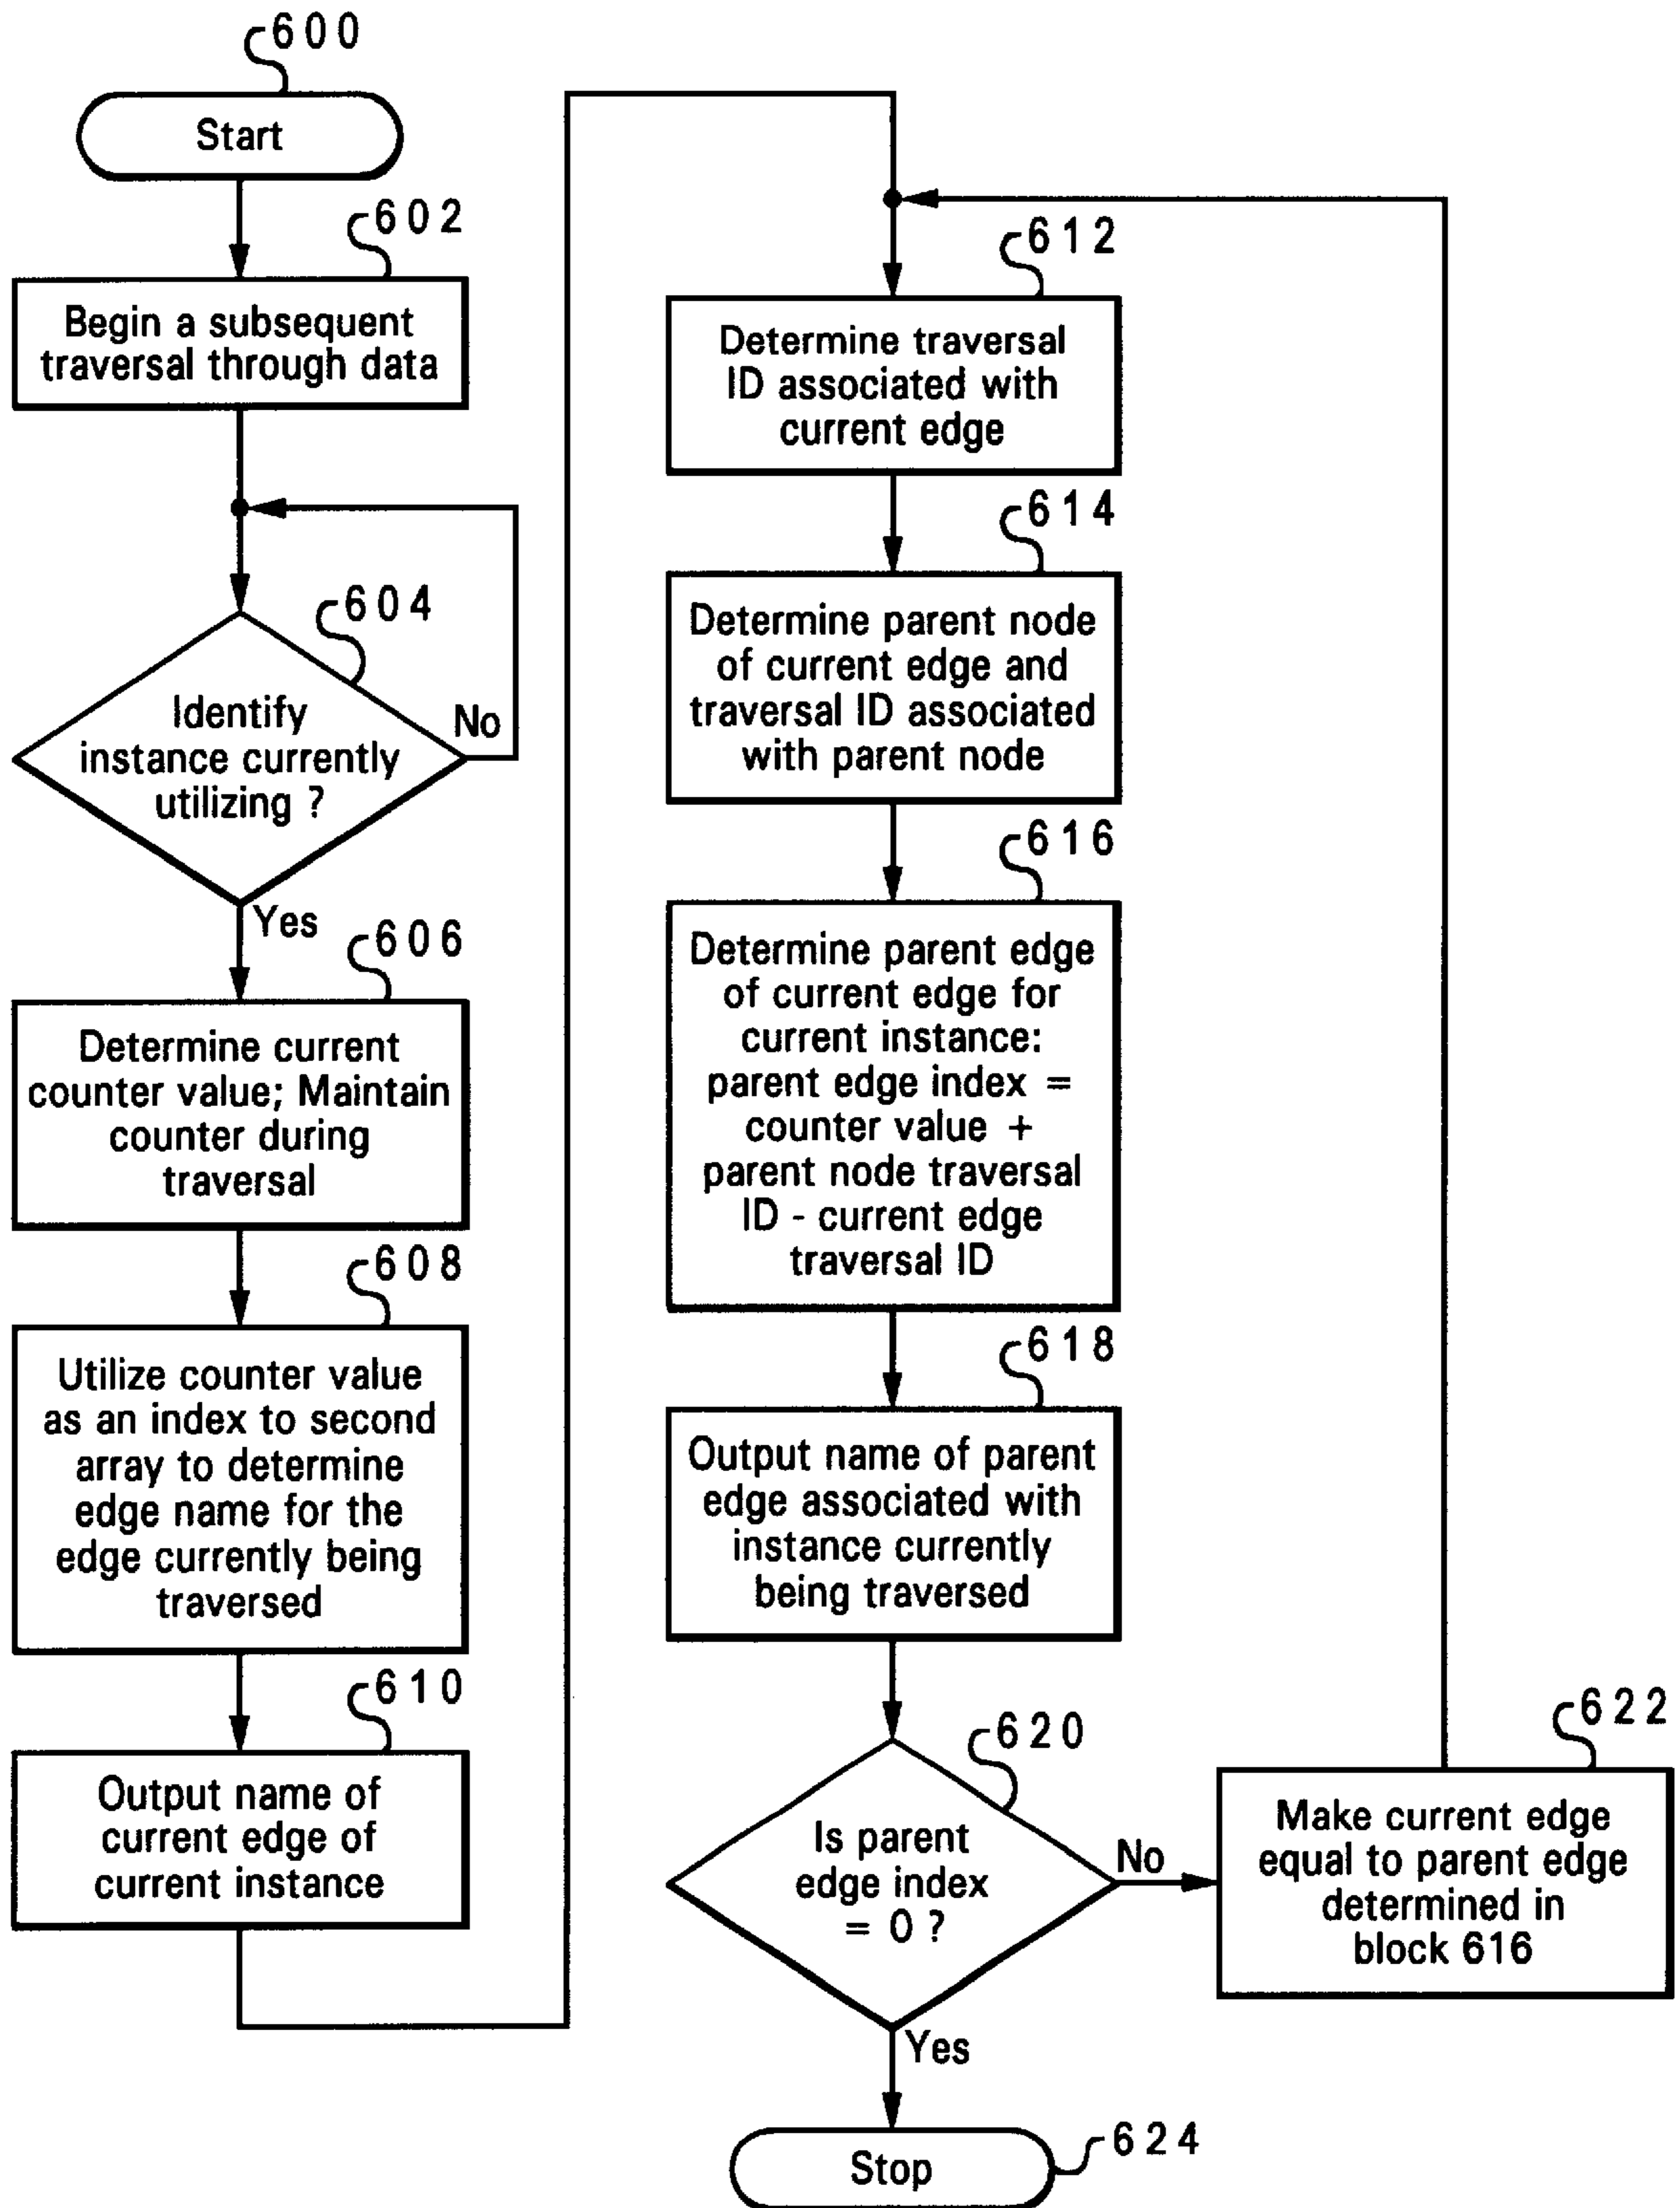 600
Start
602
Begin a subsequent
traversal through data
604
Identify
instance currently
utilizing ?
No
Yes
606
Determine current
counter value; Maintain
counter during
traversal
608
Utilize counter value
as an index to second
array to determine
edge name for the
edge currently being
traversed
610
Output name of
current edge of
current instance
612
Determine traversal
ID associated with
current edge
614
Determine parent node
of current edge and
traversal ID associated
with parent node
616
Determine parent edge
of current edge for
current instance:
parent edge index =
counter value +
parent node traversal
ID - current edge
traversal ID
618
Output name of parent
edge associated with
instance currently
being traversed
620
Is parent
edge index
= 0 ?
No
622
Make current edge
equal to parent edge
determined in
block 616
Yes
Stop
624